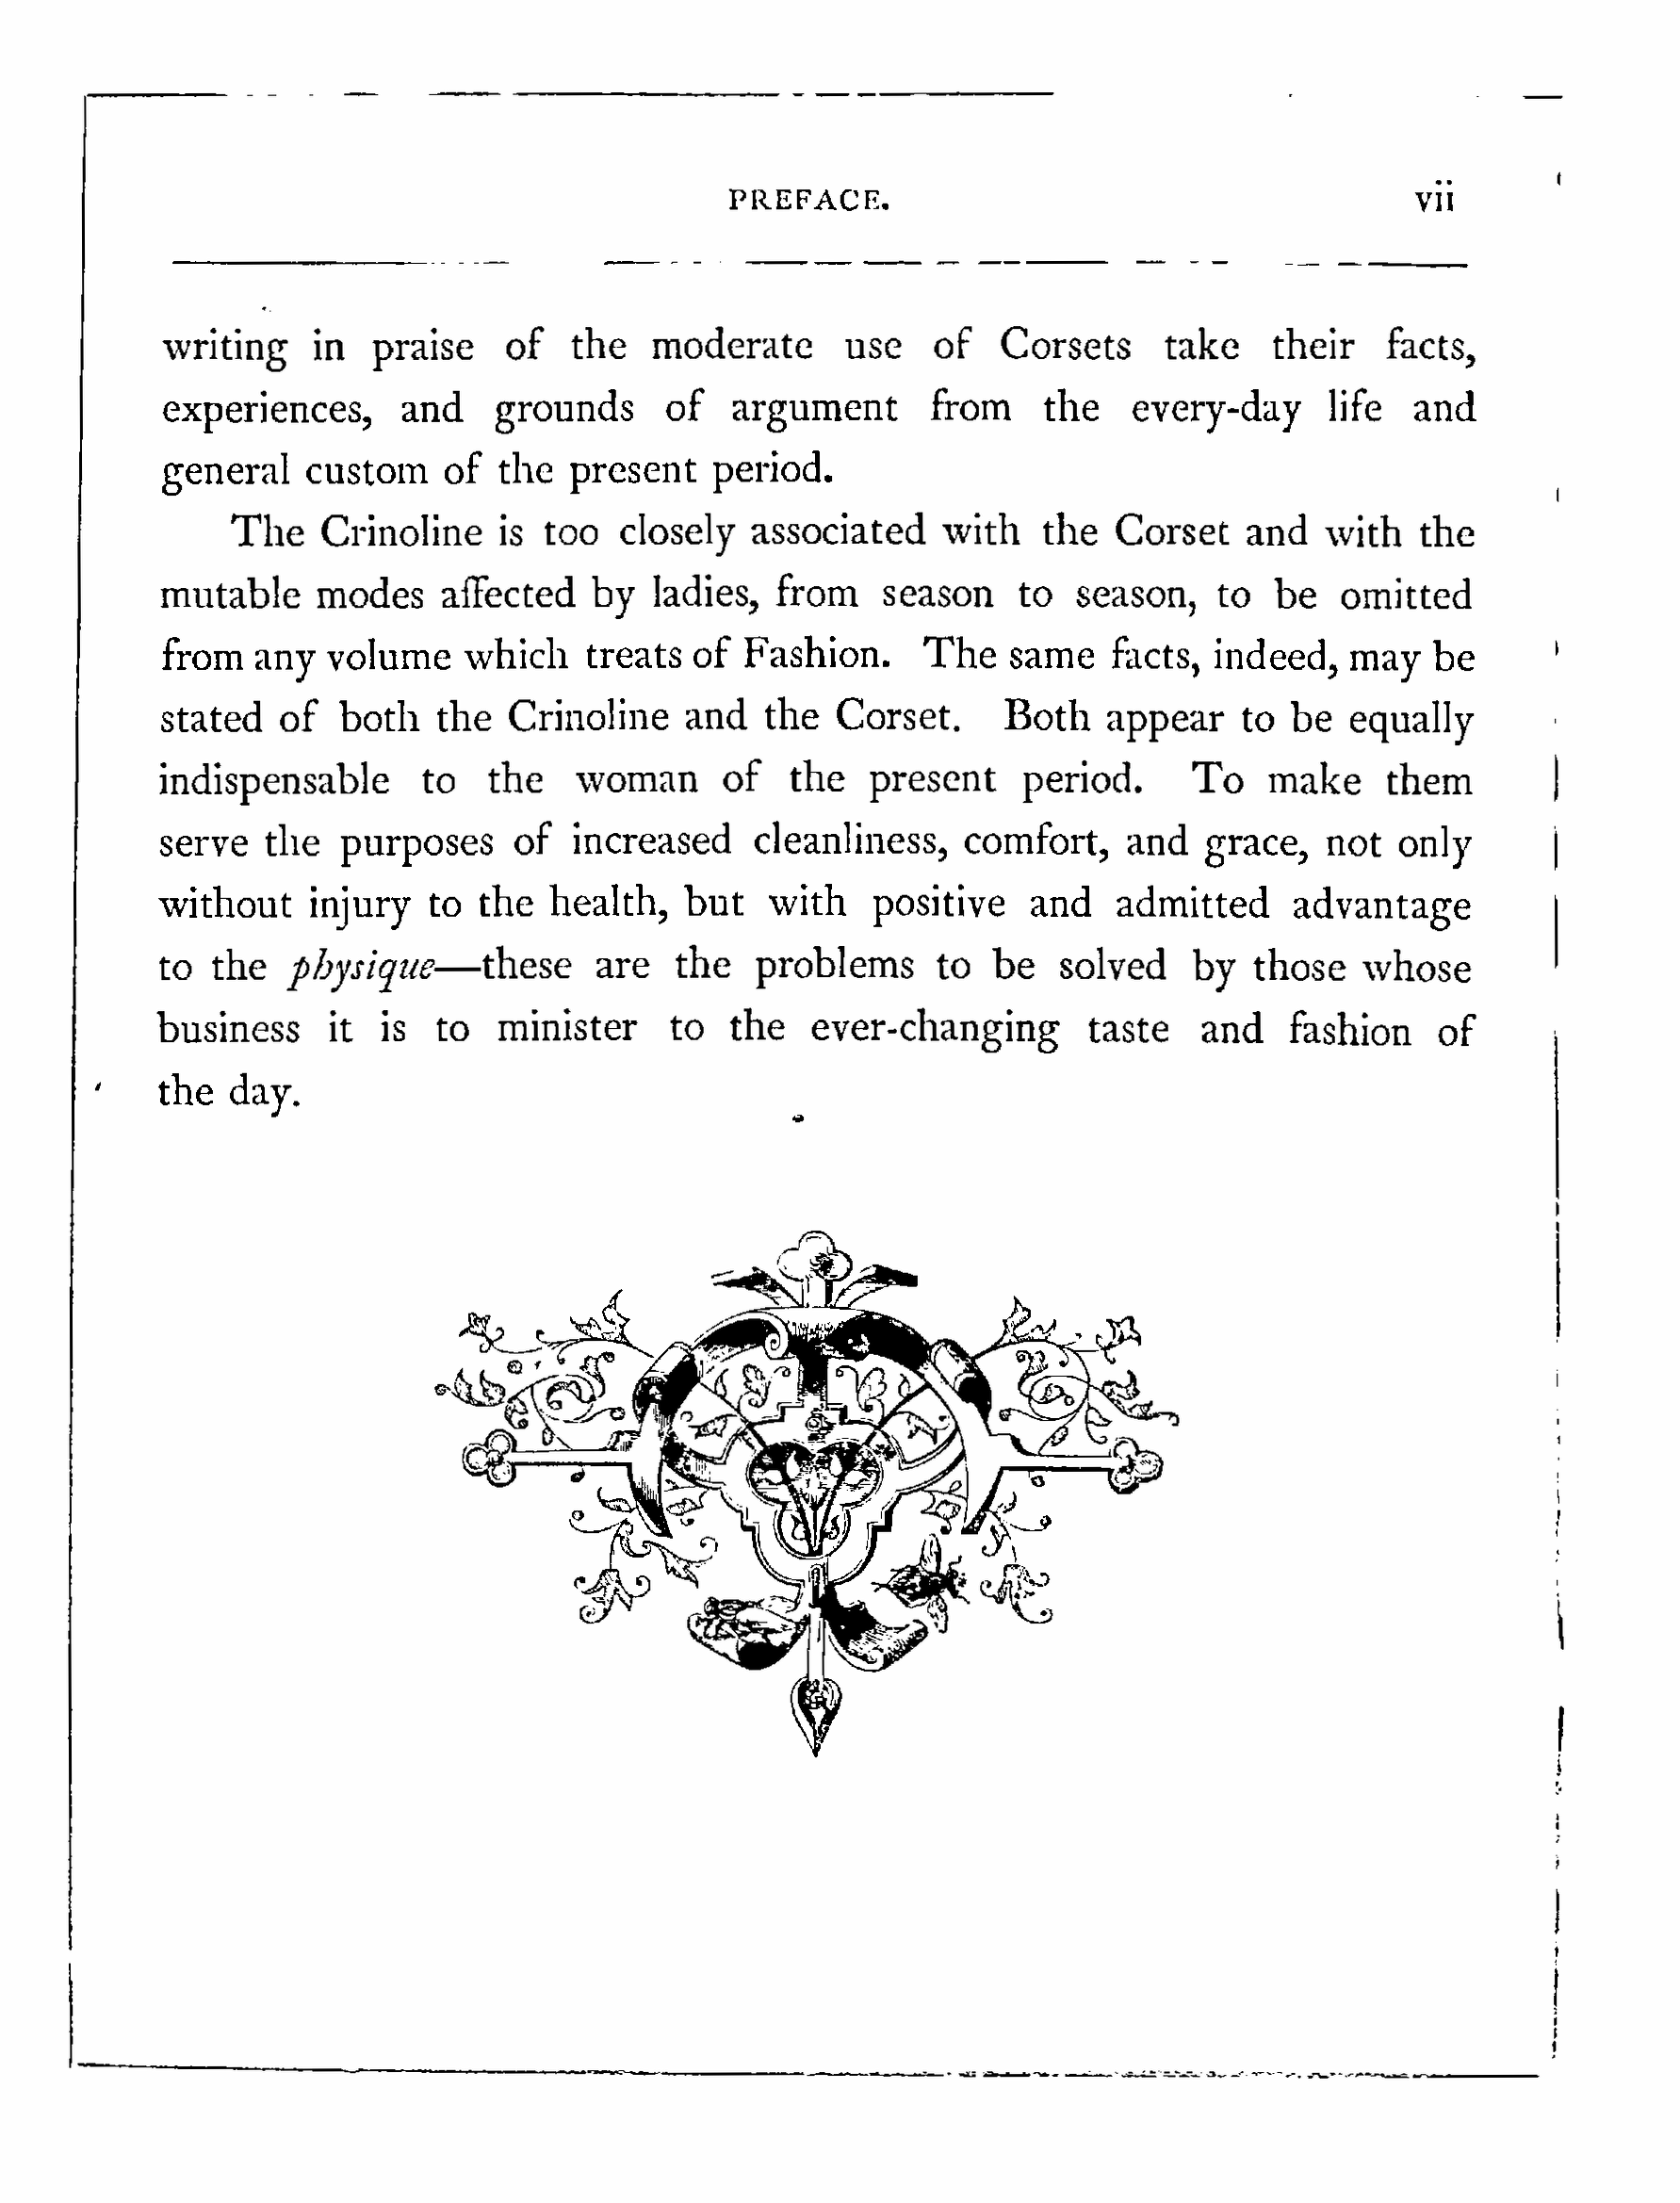 PREFACE. vii
writing in praise of the moderate use of Corsets take their facts,
experiences, and grounds of argument from the every-day life and
general custom of the present period.
The Crinoline is too closely associated with the Corset and with the
mutable modes affected by ladies, from season to season, to be omitted
from any volume which treats of Fashion. The same facts, indeed, may be
stated of both the Crinoline and the Corset. Both appear to be equally
indispensable to the woman of the present period. To make them
serve the purposes of increased cleanliness, comfort, and grace, not only
without injury to the health, but with positive and admitted advantage
to the physique—these are the problems to be solved by those whose
business it is to minister to the ever-changing taste and fashion of
the day.